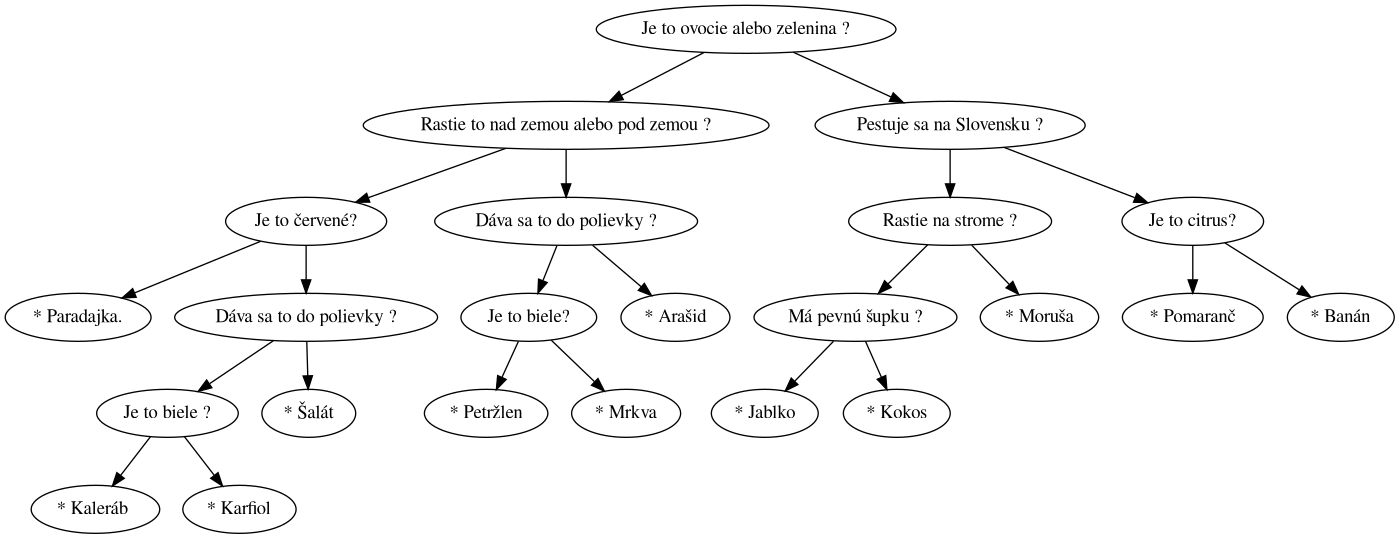 Je to ovocie alebo zelenina ?
Rastie to nad zemou alebo pod zemou ?
Pestuje sa na Slovensku ?
Je to červené?
Dáva sa to do polievky ?
Rastie na strome ?
Je to citrus?
* Paradajka.
Dáva sa to do polievky ?
Je to biele?
* Arašid
Má pevnú šupku ?
* Moruša
* Pomaranč
* Banán
Je to biele ?
* Šalát
* Petržlen
* Mrkva
* Jablko
* Kokos
* Kaleráb
* Karfiol